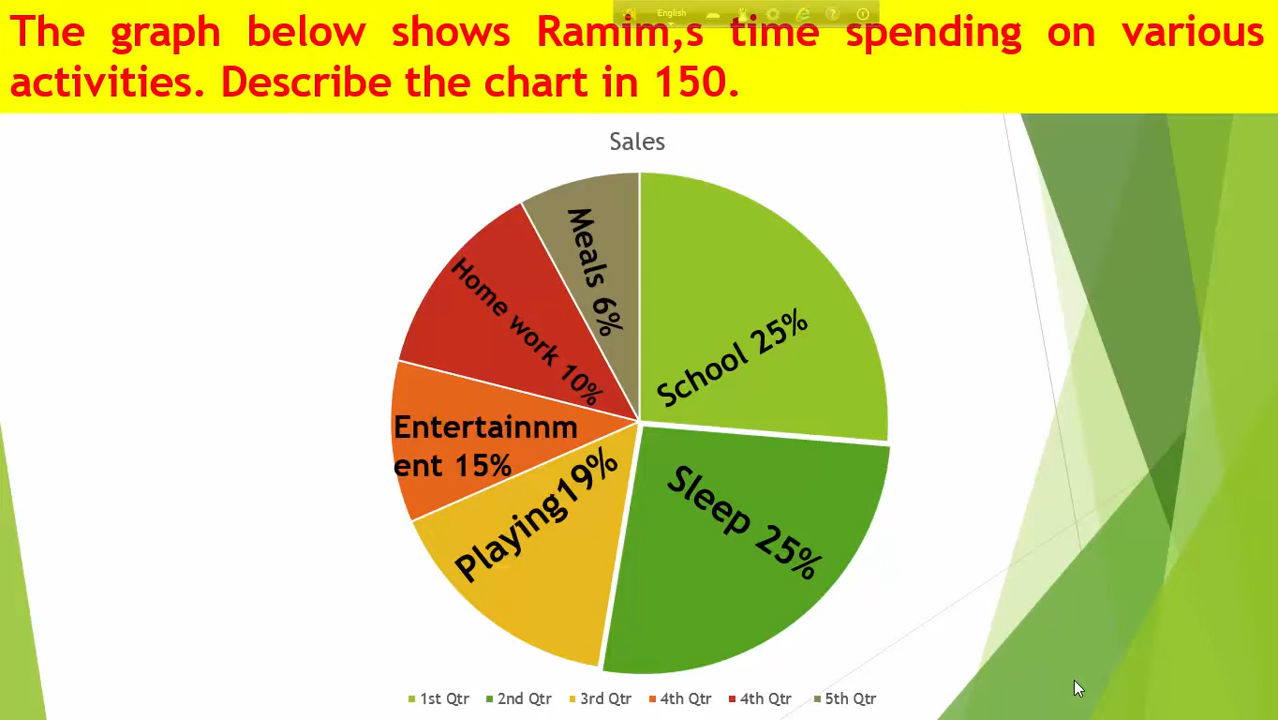 The graph below shows Ramim,s time spending on various
activities. Describe the chart in 150.
English
Sales
Meals 6%
Home work 10%
School 25%
Entertainnm
ent 15%
Playing19%
Sleep 25%
1st Qtr 2nd Qtr 3rd Qtr 4th Qtr 4th Qtr 5th Qtr